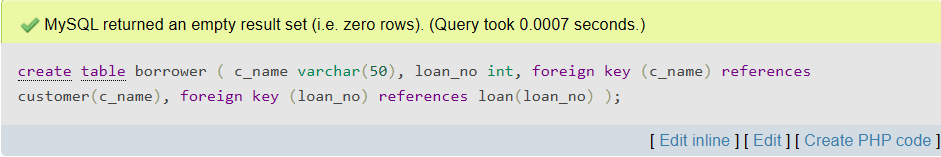 MySQL returned an empty result set (i.e. zero rows). (Query took 0.0007 seconds.)
create table borrower ( c_name varchar(50), loan_no int, foreign key (c_name) references
customer(c_name), foreign key (loan_no) references loan(loan_no) );
[ Edit inline ] [ Edit ] [ Create PHP code ]